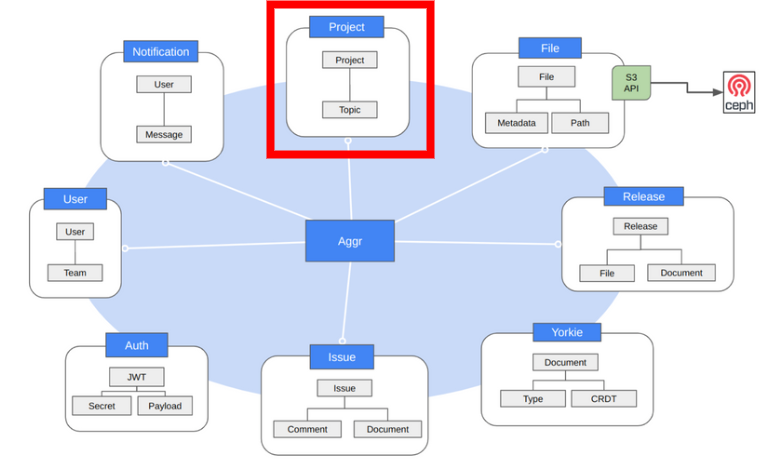 Project
Project
Topic
Notification
User
Message
File
File
Metadata
Path
S3
API
ceph
User
User
Team
Aggr
Release
Release
File
Document
Auth
JWT
Secret
Payload
Issue
Issue
Comment
Document
Yorkie
Document
Type
CRDT